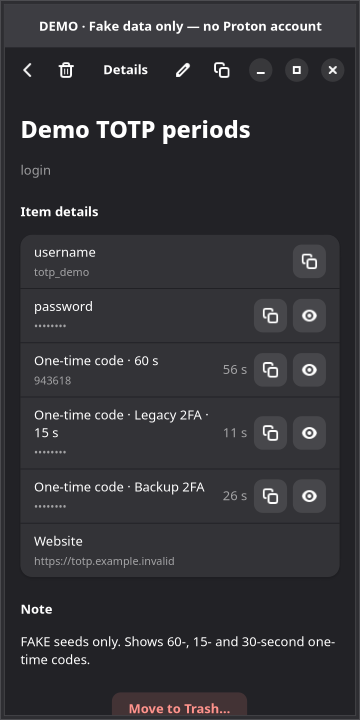 DEMO · Fake data only — no Proton account
Details
Demo TOTP periods
login
Item details
username
totp_demo
password
••••••••
One-time code · 60 s
943618
56 s
One-time code · Legacy 2FA ·
15 s
••••••••
11 s
One-time code · Backup 2FA
••••••••
26 s
Website
https://totp.example.invalid
Note
FAKE seeds only. Shows 60-, 15- and 30-second one-
time codes.
Move to Trash...